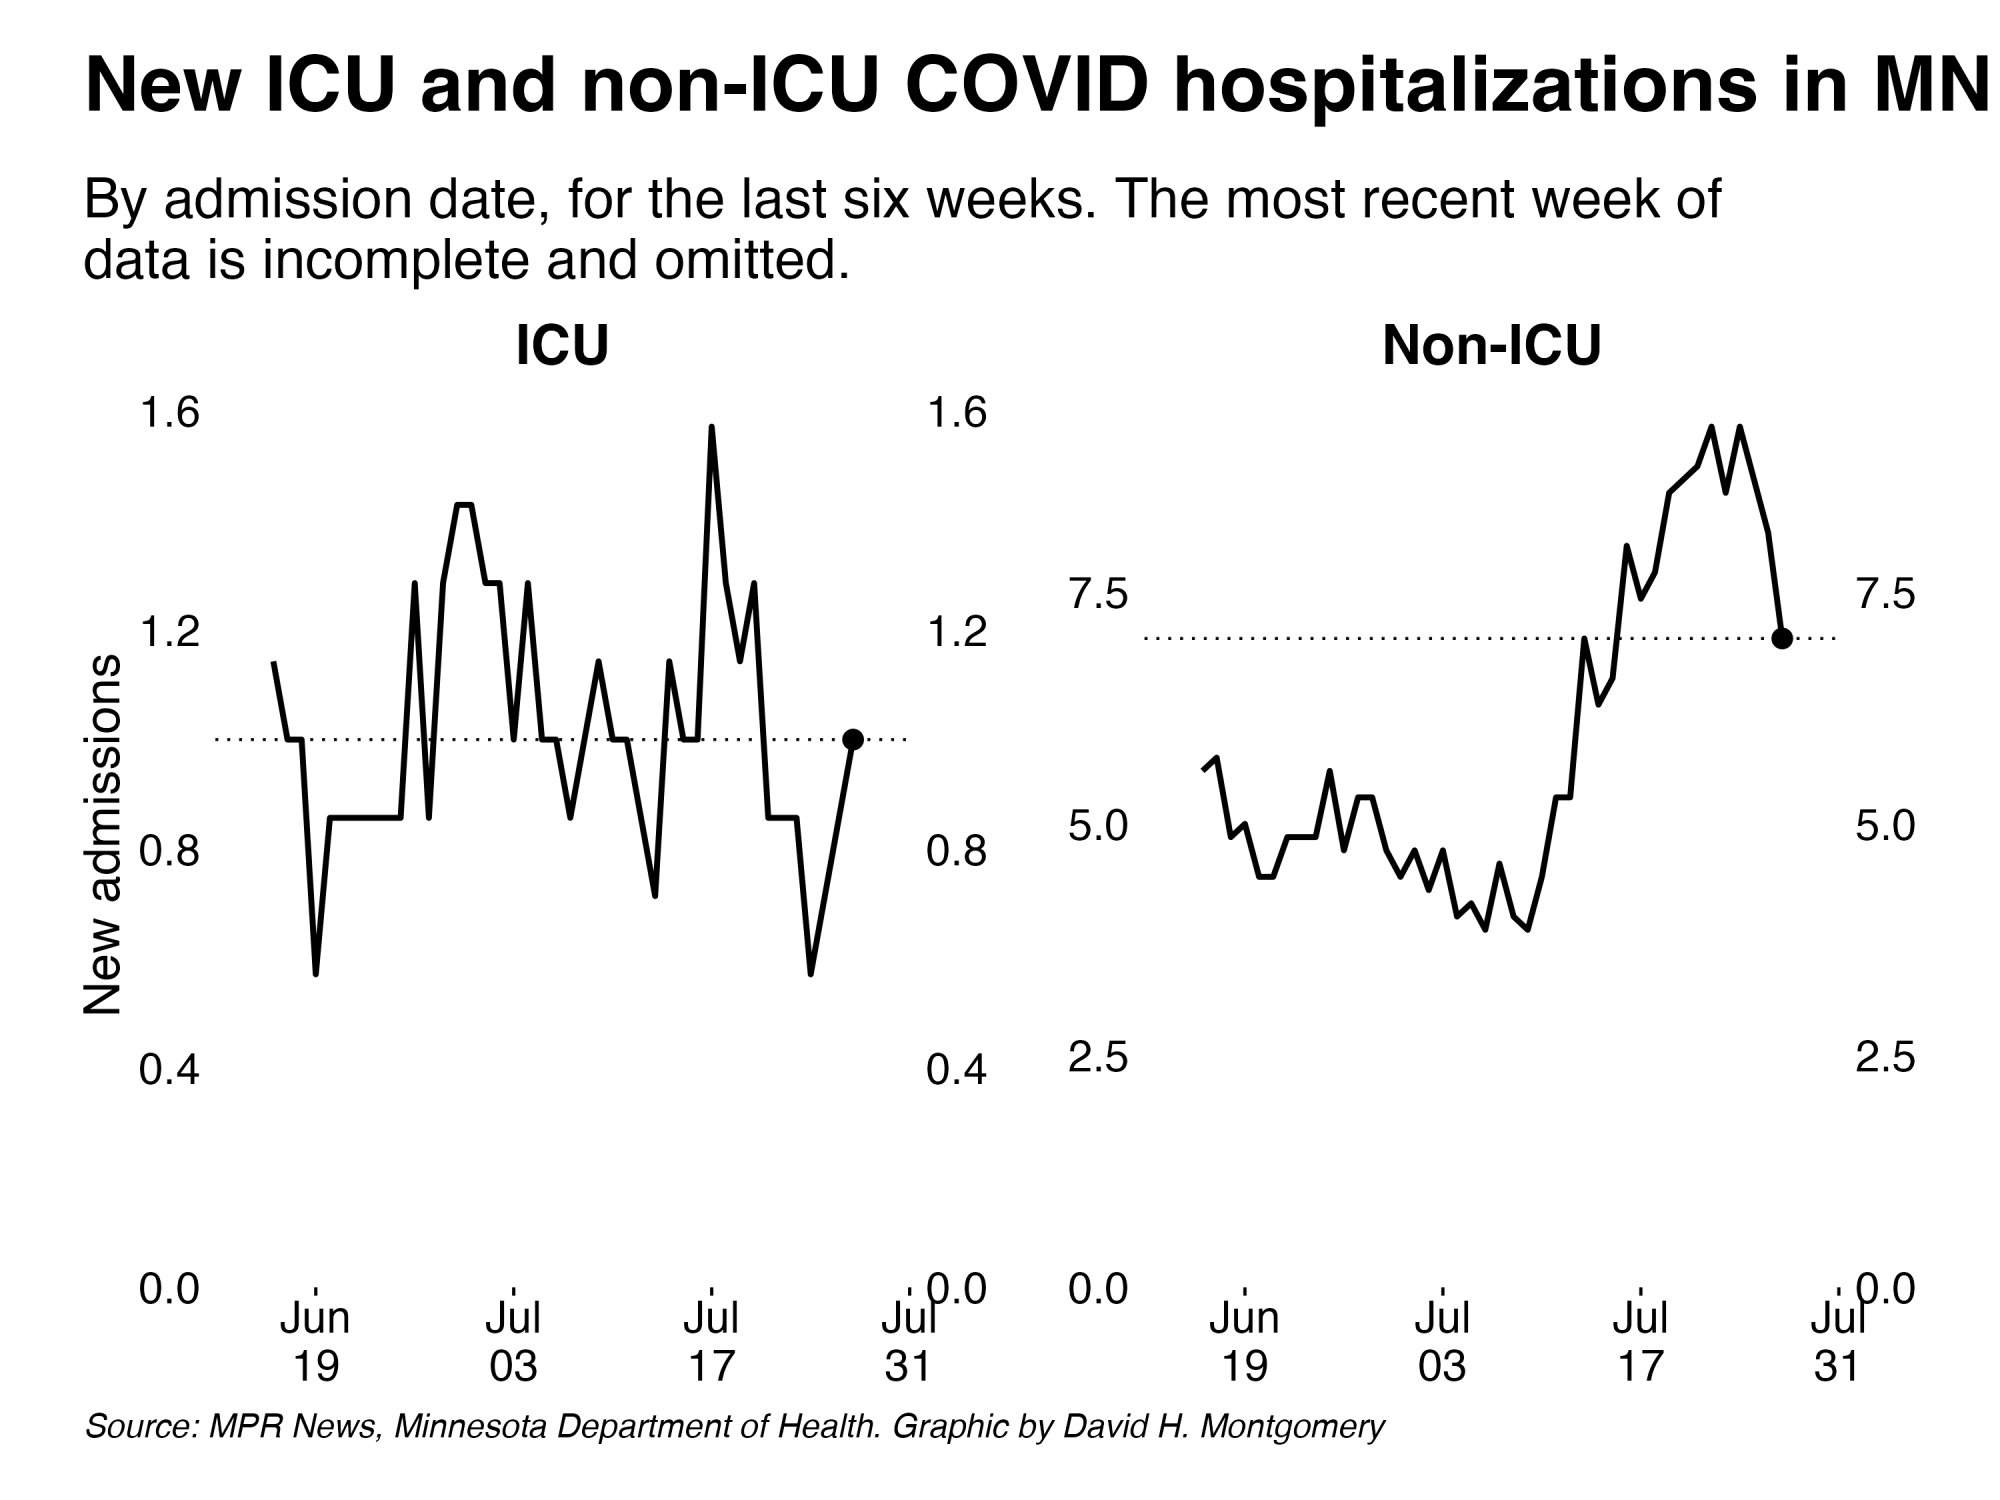 New ICU and non-ICU COVID hospitalizations in MN
By admission date, for the last six weeks. The most recent week of
data is incomplete and omitted.
ICU
New admissions
1.6
1.2
0.8
0.4
0.0
1.6
1.2
0.8
0.4
0.0
Jun
19
Jul
03
Jul
17
Jul
31
Non-ICU
7.5
5.0
2.5
0.0
7.5
5.0
2.5
0.0
Jun
19
Jul
03
Jul
17
Jul
31
Source: MPR News, Minnesota Department of Health. Graphic by David H. Montgomery